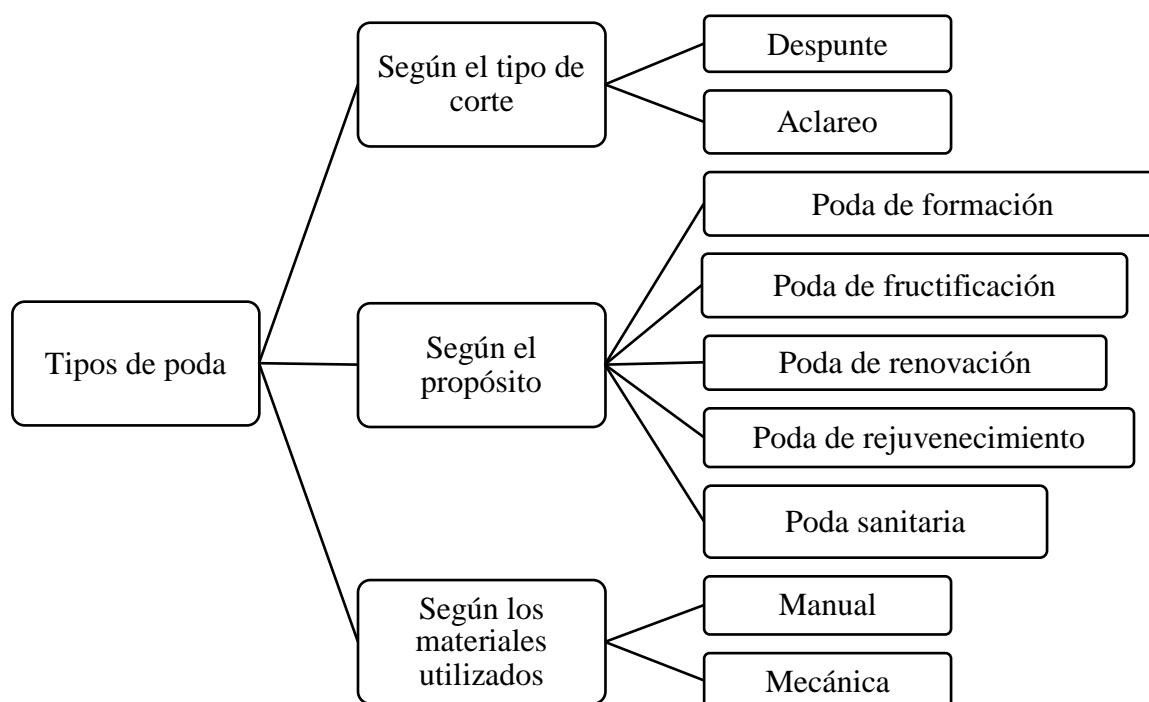 Tipos de poda
Según el tipo de
corte
Despunte
Aclareo
Según el
propósito
Poda de formación
Poda de fructificación
Poda de renovación
Poda de rejuvenecimiento
Poda sanitaria
Según los
materiales
utilizados
Manual
Mecánica